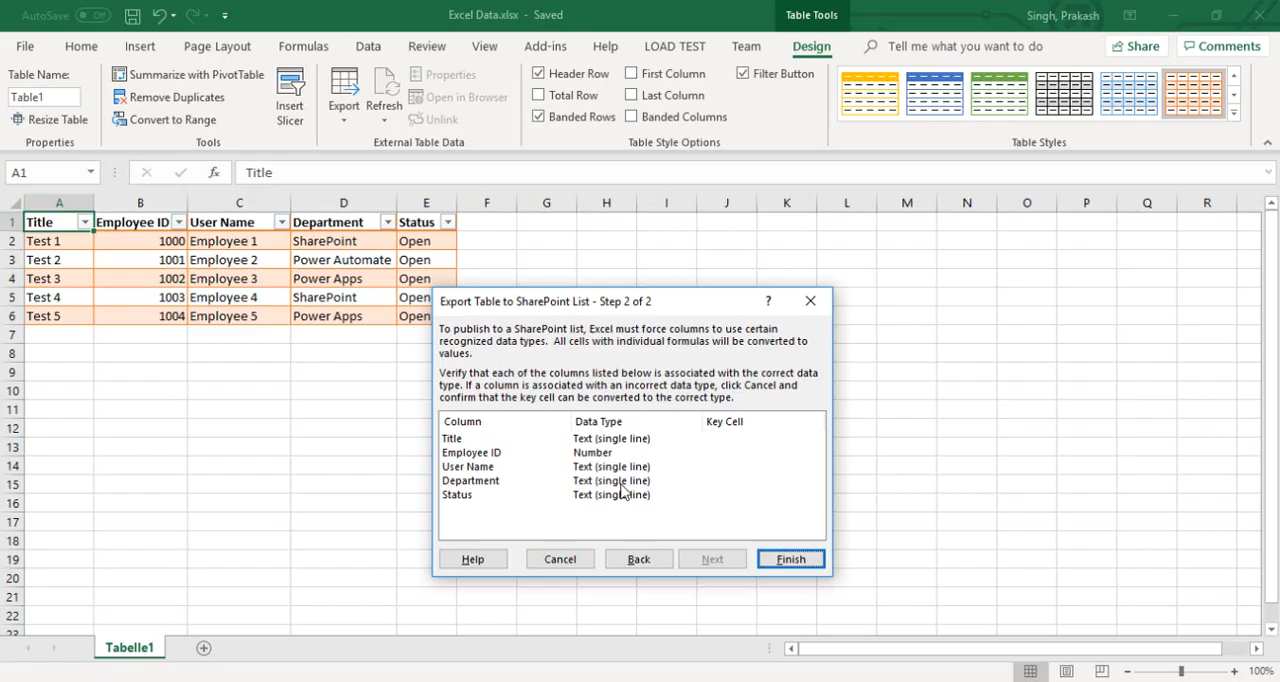 AutoSave Off Excel Data.xlsx - Saved Table Tools Singh, Prakash
File Home Insert Page Layout Formulas Data Review View Add-ins Help LOAD TEST Team Design Tell me what you want to do Share Comments
Table Name:
Table1
Resize Table
Properties
Summarize with PivotTable
Remove Duplicates
Convert to Range
Insert
Slicer
Tools
Export
Refresh
Properties
Open in Browser
Unlink
External Table Data
Header Row First Column Filter Button
Total Row Last Column
Banded Rows Banded Columns
Table Style Options
Table Styles
A1 fx Title
A B C D E F G H I J K L M N O P Q R
1 Title Employee ID User Name Department Status
2 Test 1 1000 Employee 1 SharePoint Open
3 Test 2 1001 Employee 2 Power Automate Open
4 Test 3 1002 Employee 3 Power Apps Open
5 Test 4 1003 Employee 4 SharePoint Open
6 Test 5 1004 Employee 5 Power Apps Open
7
8
9
10
11
12
13
14
15
16
17
18
19
20
21
22
23
Export Table to SharePoint List - Step 2 of 2 ?
To publish to a SharePoint list, Excel must force columns to use certain
recognized data types. All cells with individual formulas will be converted to
values.
Verify that each of the columns listed below is associated with the correct data
type. If a column is associated with an incorrect data type, click Cancel and
confirm that the key cell can be converted to the correct type.
Column Data Type Key Cell
Title Text (single line)
Employee ID Number
User Name Text (single line)
Department Text (single line)
Status Text (single line)
Help Cancel Back Next Finish
Tabelle1
100%